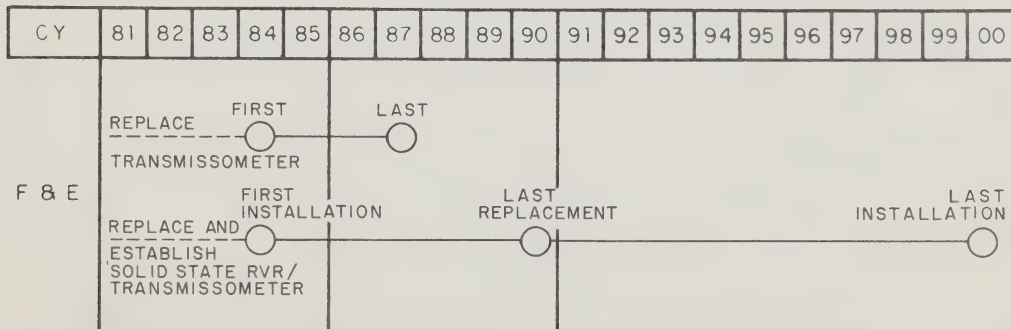 CY 81 82 83 84 85 86 87 88 89 90 91 92 93 94 95 96 97 98 99 00
FIRST LAST
REPLACE
TRANSMISSOMETER
F & E
FIRST
INSTALLATION
LAST
REPLACEMENT
LAST
INSTALLATION
REPLACE AND
ESTABLISH
SOLID STATE RVR/
TRANSMISSOMETER